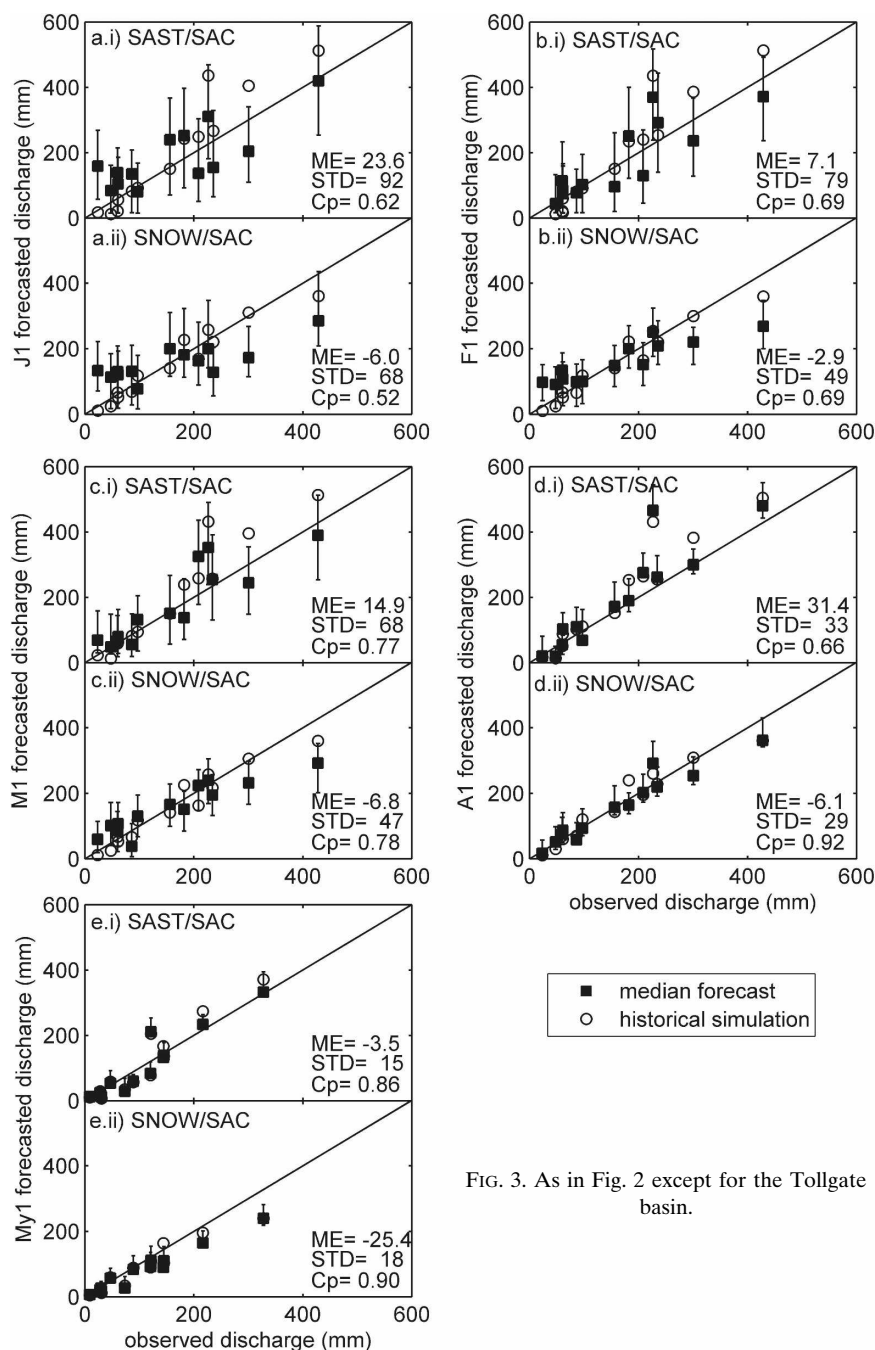 600
a.i) SAST/SAC
400
200
0
ME= 23.6
STD= 92
Cp= 0.62
a.ii) SNOW/SAC
400
200
0
ME= -6.0
STD= 68
Cp= 0.52
0 200 400 600
J1 forecasted discharge (mm)
600
b.i) SAST/SAC
400
200
0
ME= 7.1
STD= 79
Cp= 0.69
b.ii) SNOW/SAC
400
200
0
ME= -2.9
STD= 49
Cp= 0.69
0 200 400 600
F1 forecasted discharge (mm)
600
c.i) SAST/SAC
400
200
0
ME= 14.9
STD= 68
Cp= 0.77
c.ii) SNOW/SAC
400
200
0
ME= -6.8
STD= 47
Cp= 0.78
0 200 400 600
M1 forecasted discharge (mm)
600
d.i) SAST/SAC
400
200
0
ME= 31.4
STD= 33
Cp= 0.66
d.ii) SNOW/SAC
400
200
0
ME= -6.1
STD= 29
Cp= 0.92
0 200 400 600
A1 forecasted discharge (mm)
observed discharge (mm)
600
e.i) SAST/SAC
400
200
0
ME= -3.5
STD= 15
Cp= 0.86
e.ii) SNOW/SAC
400
200
0
ME= -25.4
STD= 18
Cp= 0.90
0 200 400 600
My1 forecasted discharge (mm)
observed discharge (mm)
median forecast
historical simulation
FIG. 3. As in Fig. 2 except for the Tollgate
basin.